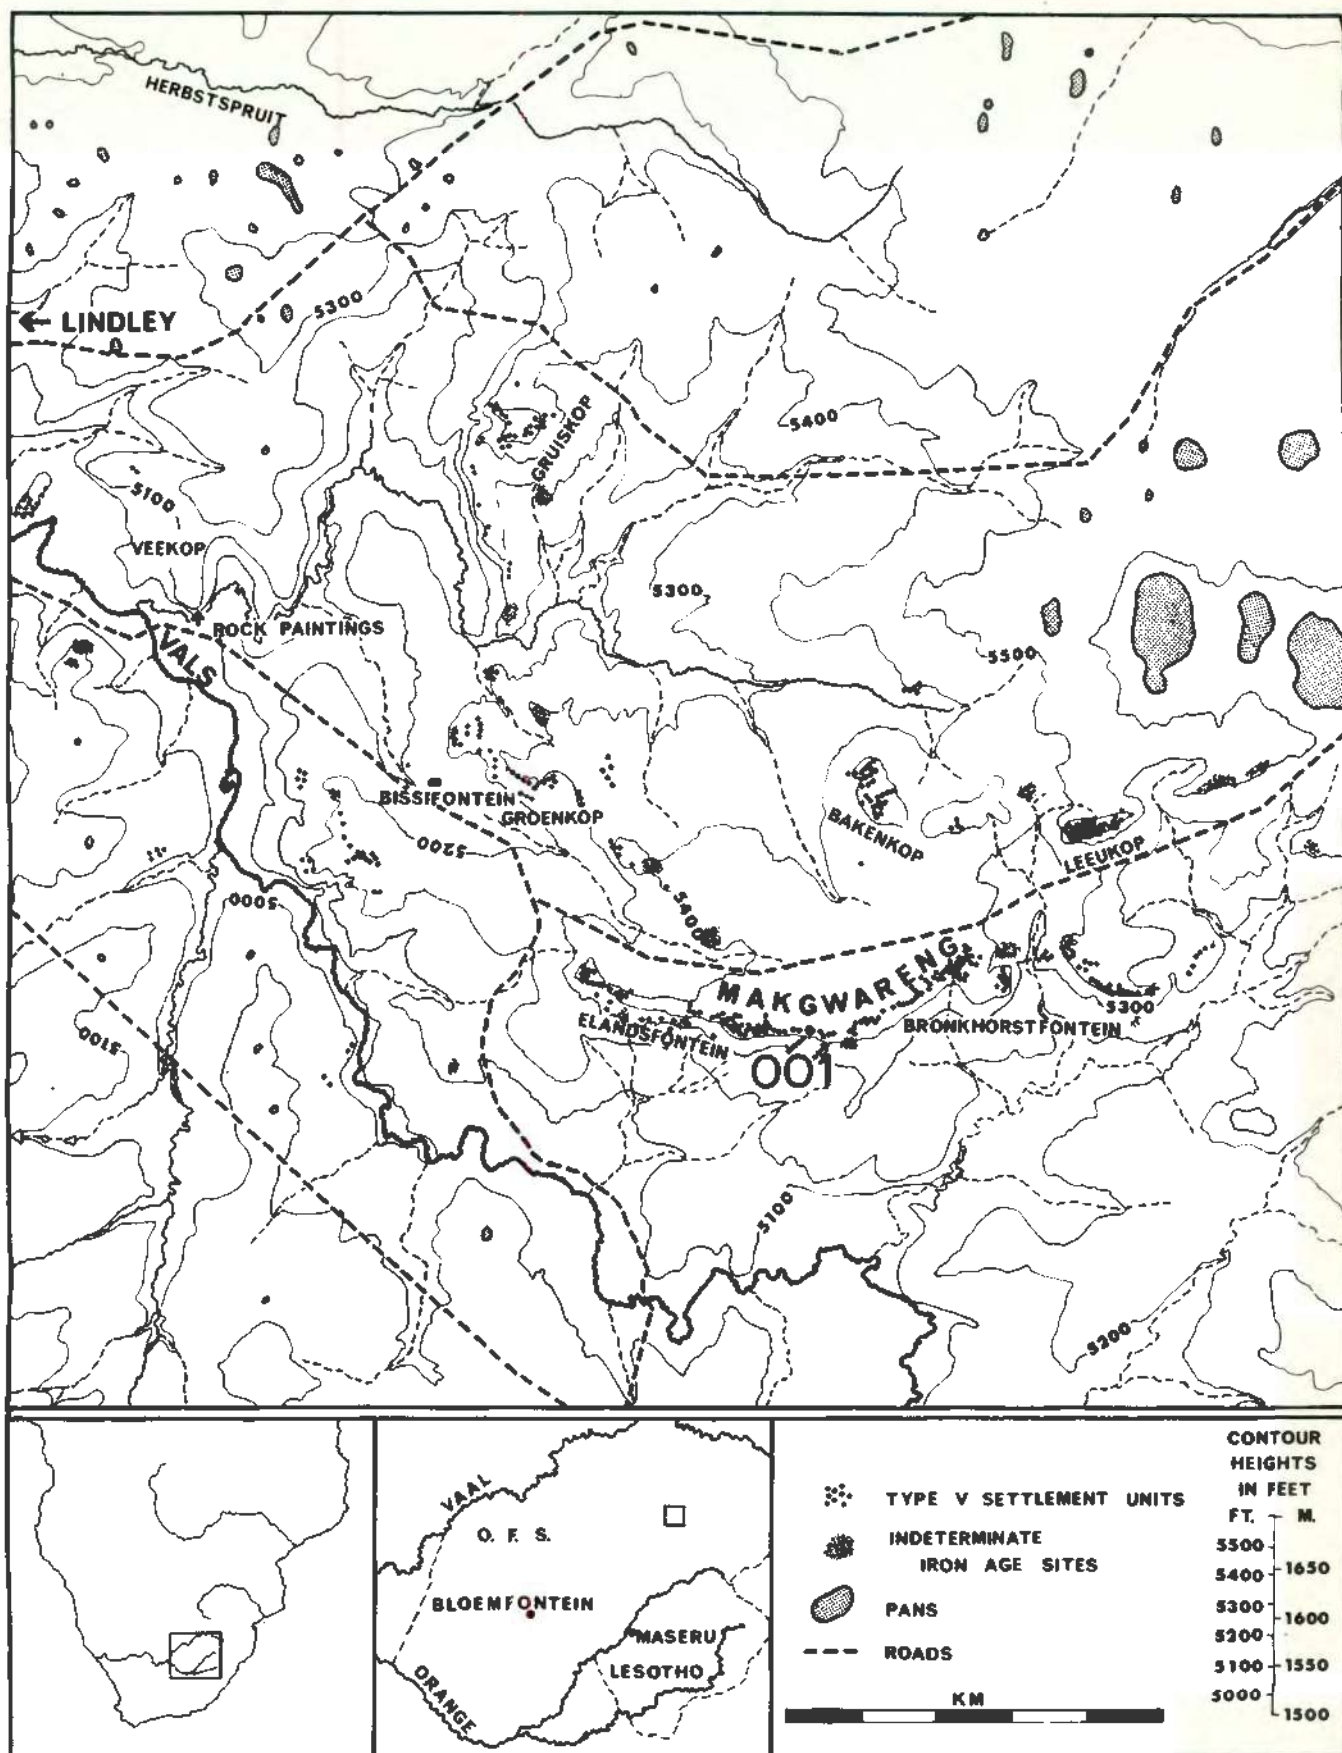 HERBSTSPRUIT
5300
← LINDLEY
5400
GRUISKOP
5100
VEEKOP
5300
ROCK PAINTINGS
VALS
5500
BISSIFONTEIN
GROENKOP
BAKENKOP
5200
LEEUKOP
5000
5400
MAKGWARENG
5300
ELANDSFONTEIN
BRONKHORSTFONTEIN
001
5100
5100
5200
VAAL
O. F. S.
BLOEMFONTEIN
MASERU
LESOTHO
ORANGE
TYPE V SETTLEMENT UNITS
INDETERMINATE
IRON AGE SITES
PANS
ROADS
KM
CONTOUR
HEIGHTS
IN FEET
FT. M.
5500
1650
5400
5300
1600
5200
5100
1550
5000
1500